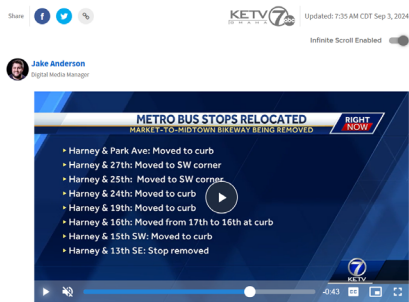 Share
KETV 7 abc
OMAHA
Updated: 7:35 AM CDT Sep 3, 2024
Infinite Scroll Enabled
Jake Anderson
Digital Media Manager
METRO BUS STOPS RELOCATED
MARKET-TO-MIDTOWN BIKEWAY BEING REMOVED
RIGHT
NOW
▸ Harney & Park Ave: Moved to curb
▸ Harney & 27th: Moved to SW corner
▸ Harney & 25th: Moved to SW corner
▸ Harney & 24th: Moved to curb
▸ Harney & 19th: Moved to curb
▸ Harney & 16th: Moved from 17th to 16th at curb
▸ Harney & 15th SW: Moved to curb
▸ Harney & 13th SE: Stop removed
7
KETV
-0:43
CC